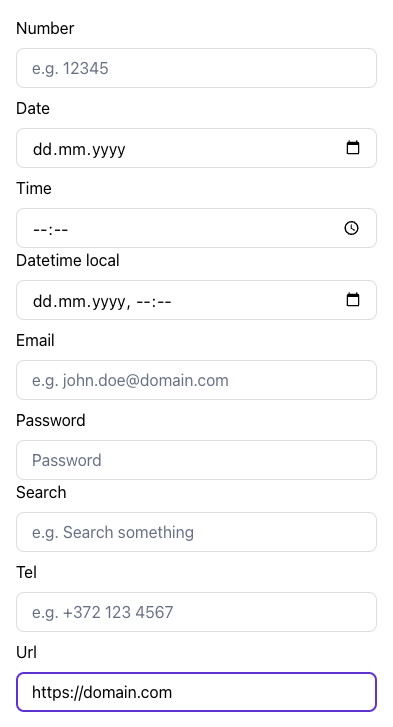 Number
e.g. 12345
Date
dd.mm.yyyy
Time
--:--
Datetime local
dd.mm.yyyy, --:--
Email
e.g. john.doe@domain.com
Password
Password
Search
e.g. Search something
Tel
e.g. +372 123 4567
Url
https://domain.com